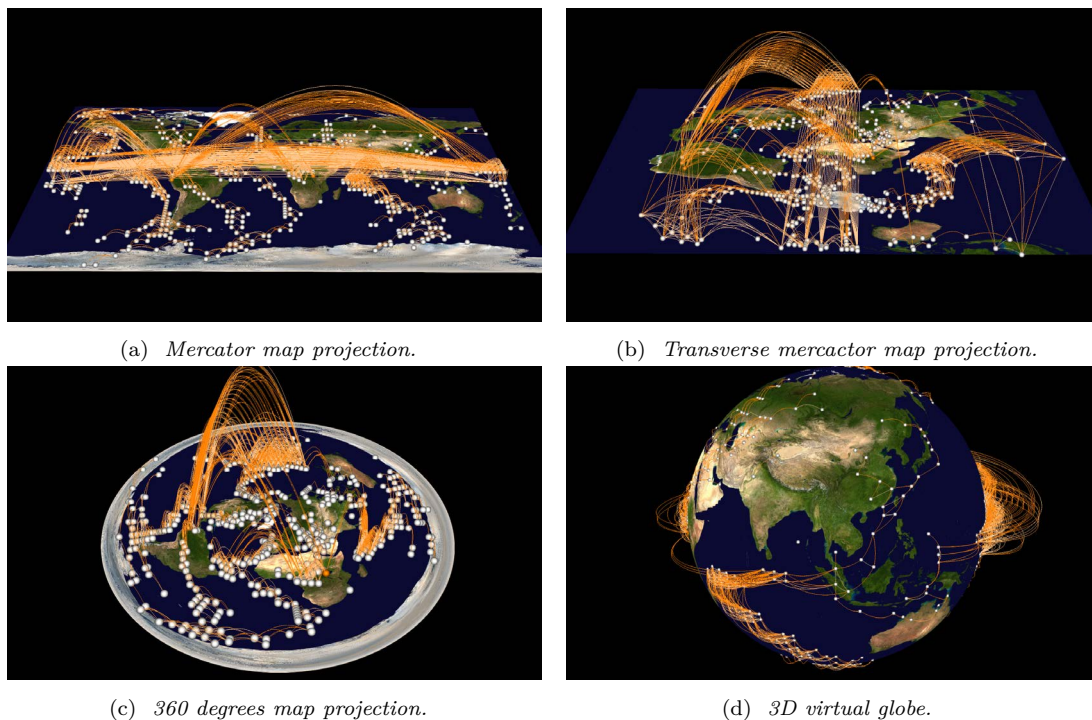 (a) Mercator map projection.
(b) Transverse mercactor map projection.
(c) 360 degrees map projection.
(d) 3D virtual globe.